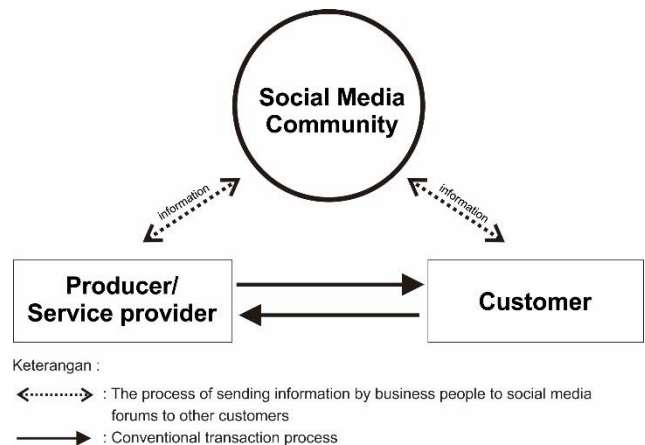 Social Media
Community
information
information
Producer/
Service provider
Customer
Keterangan :
: The process of sending information by business people to social media
forums to other customers
: Conventional transaction process